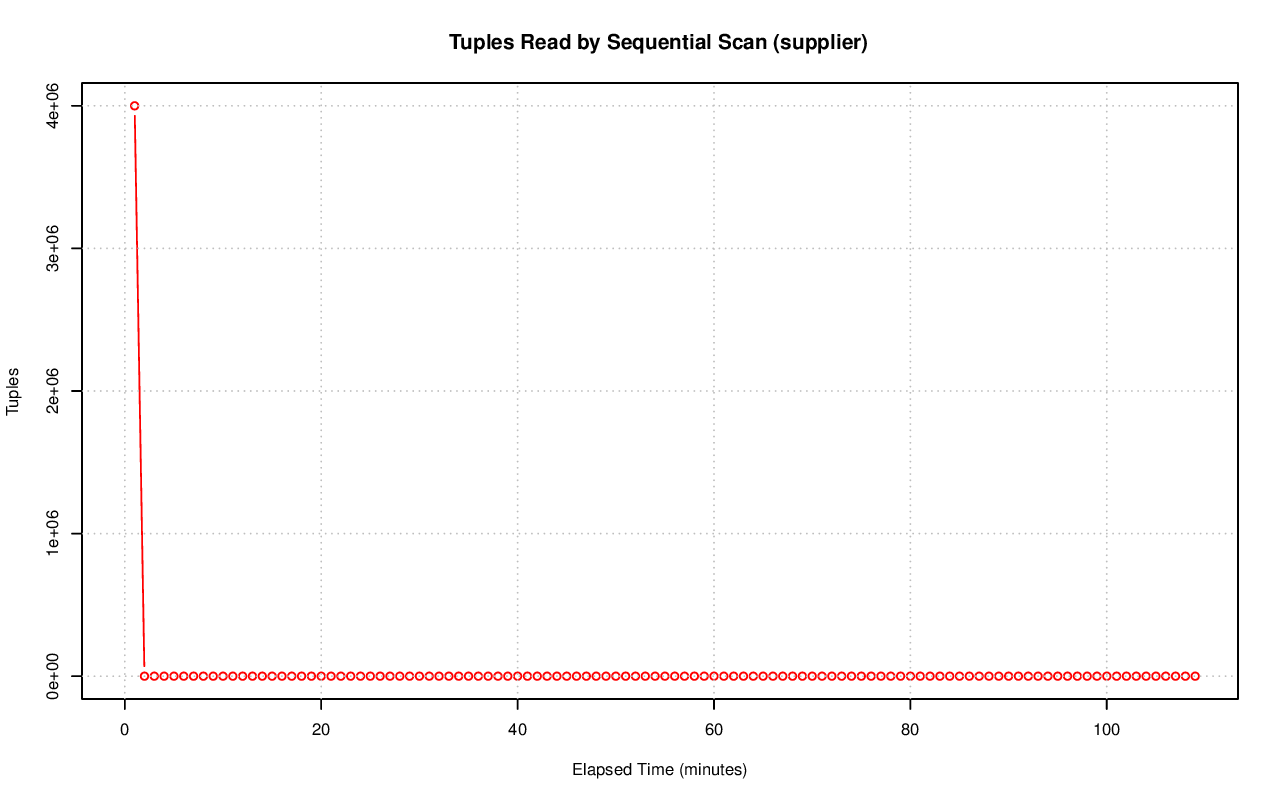 Tuples Read by Sequential Scan (supplier)
4e+06
3e+06
2e+06
1e+06
0e+00
Tuples
0 20 40 60 80 100
Elapsed Time (minutes)